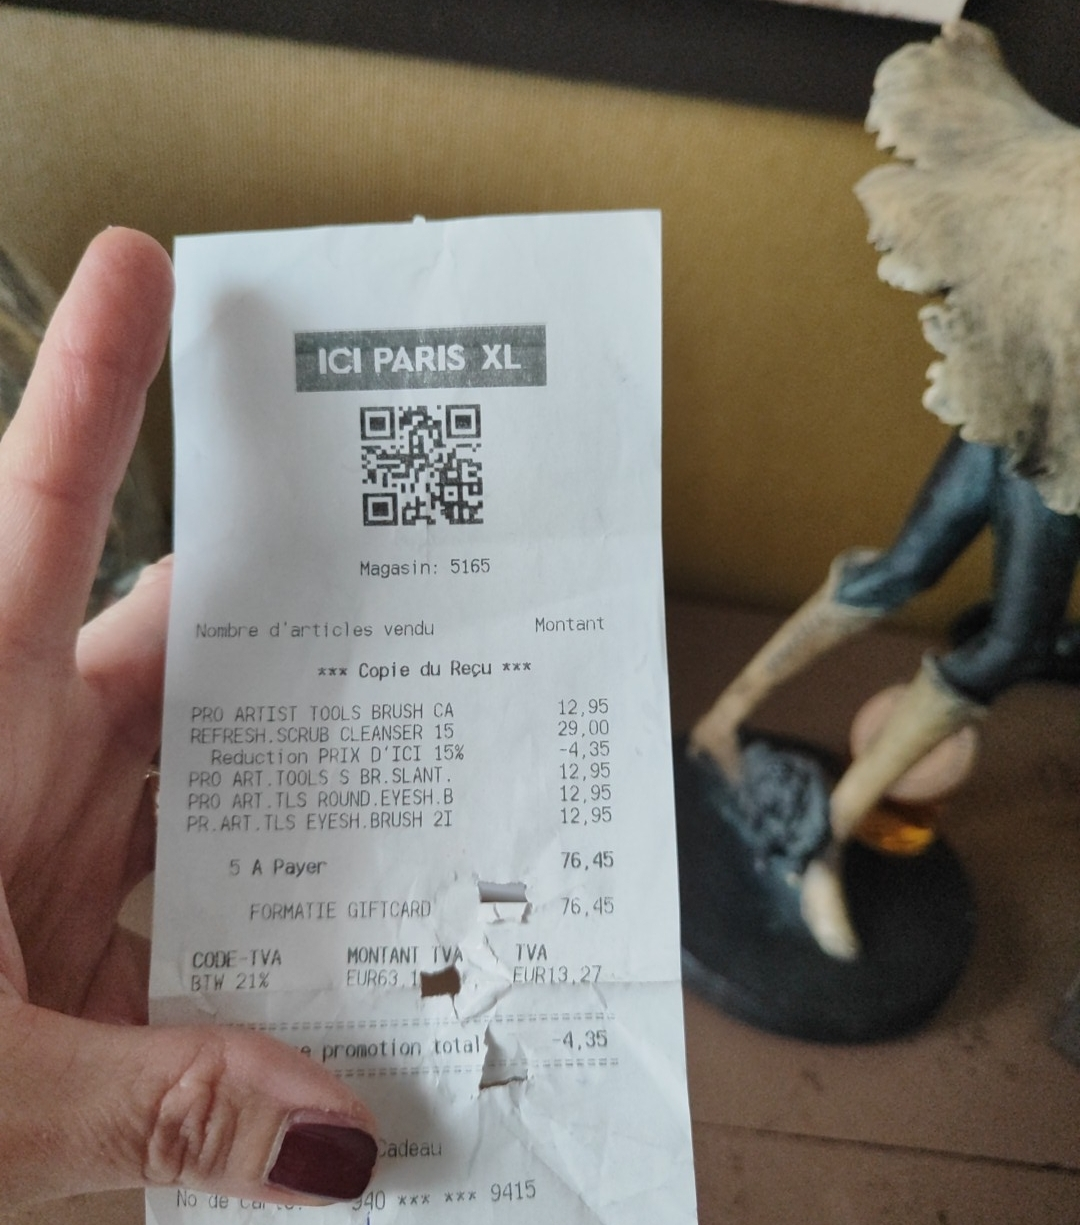 ICI PARIS XL
Magasin: 5165
Nombre d'articles vendu Montant
*** Copie du Reçu ***
PRO ARTIST TOOLS BRUSH CA 12,95
REFRESH.SCRUB CLEANSER 15 29,00
Reduction PRIX D'ICI 15% -4,35
PRO ART.TOOLS S BR.SLANT. 12,95
PRO ART.TLS ROUND.EYESH.B 12,95
PR.ART.TLS EYESH.BRUSH 2I 12,95
5 A Payer 76,45
FORMATIE GIFTCARD 76,45
CODE-TVA MONTANT TVA TVA
BTW 21% EUR63,1 EUR13,27
promotion total -4,35
Cadeau
No de 940 *** *** 9415